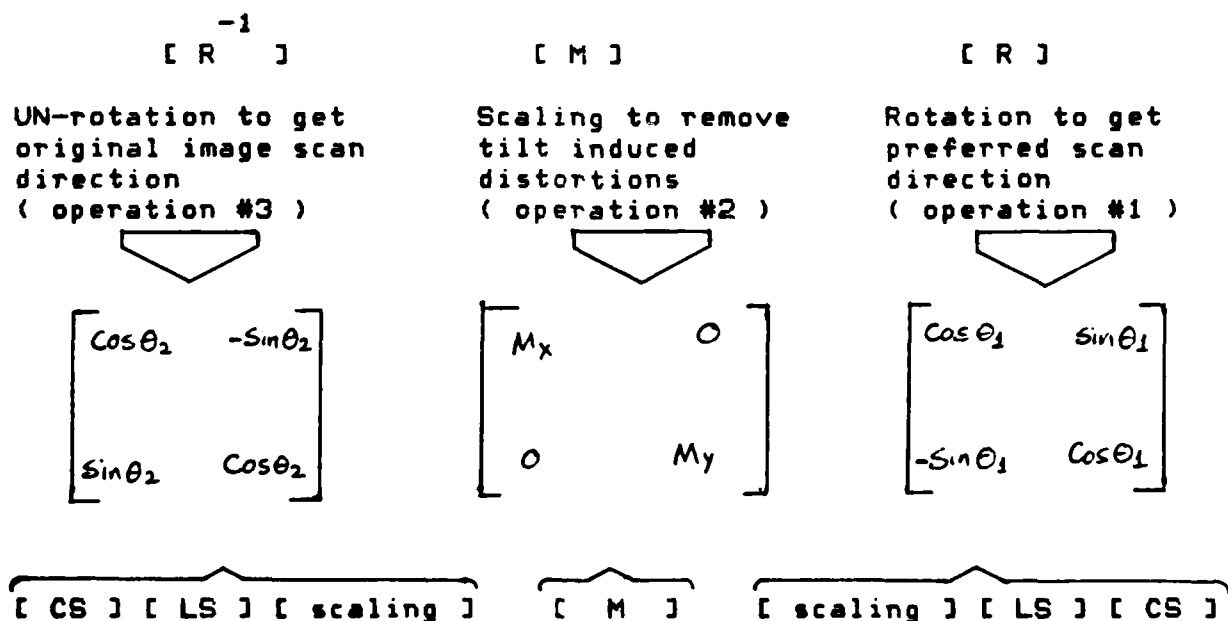 -1
[ R ] [ M ] [ R ]
UN-rotation to get
original image scan
direction
( operation #3 )
Scaling to remove
tilt induced
distortions
( operation #2 )
Rotation to get
preferred scan
direction
( operation #1 )
Cosθ2 -Sinθ2
Sinθ2 Cosθ2
Mx 0
0 My
Cosθ1 Sinθ1
-Sinθ1 Cosθ1
[ CS ] [ LS ] [ scaling ] [ M ] [ scaling ] [ LS ] [ CS ]